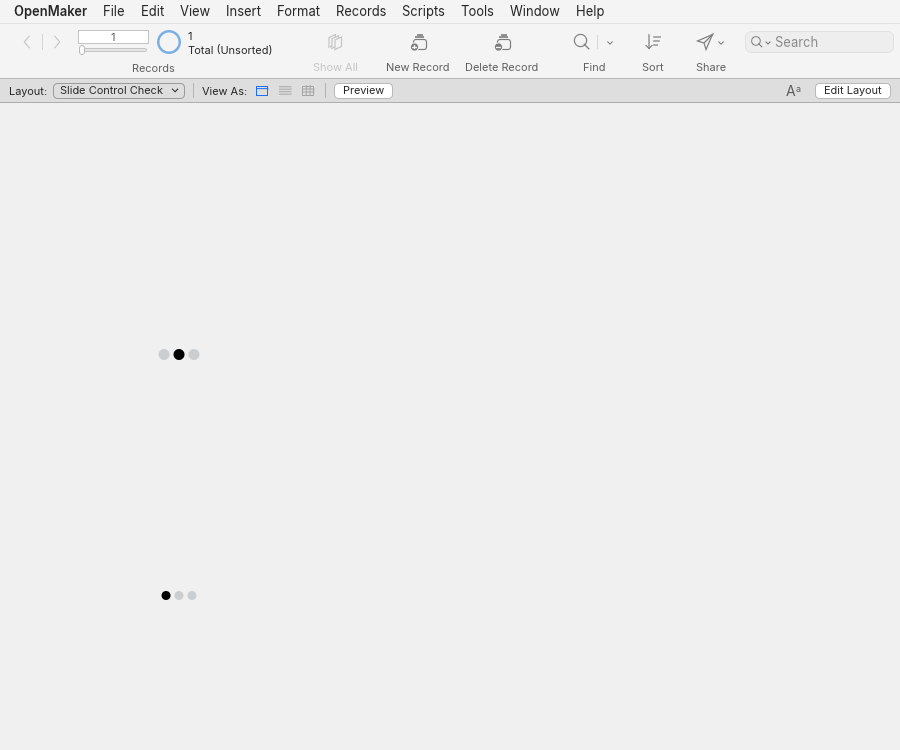 OpenMaker File Edit View Insert Format Records Scripts Tools Window Help
1
1
Total (Unsorted)
Search
Records
Show All
New Record
Delete Record
Find
Sort
Share
Layout: Slide Control Check View As: Preview Aa Edit Layout